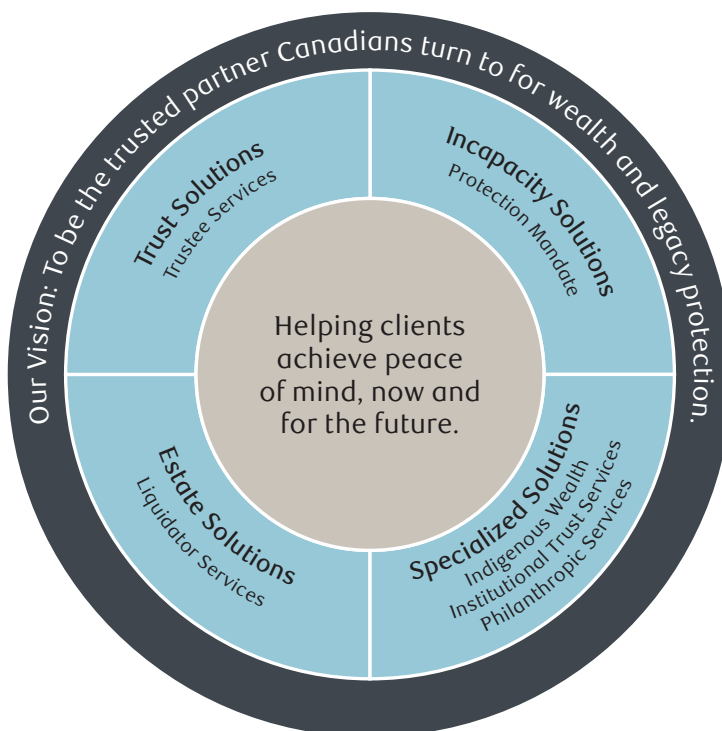 Our Vision: To be the trusted partner Canadians turn to for wealth and legacy protection.
Trust Solutions
Trustee Services
Incapacity Solutions
Protection Mandate
Helping clients
achieve peace
of mind, now and
for the future.
Estate Solutions
Liquidator Services
Specialized Solutions
Indigenous Wealth
Institutional Trust Services
Philanthropic Services